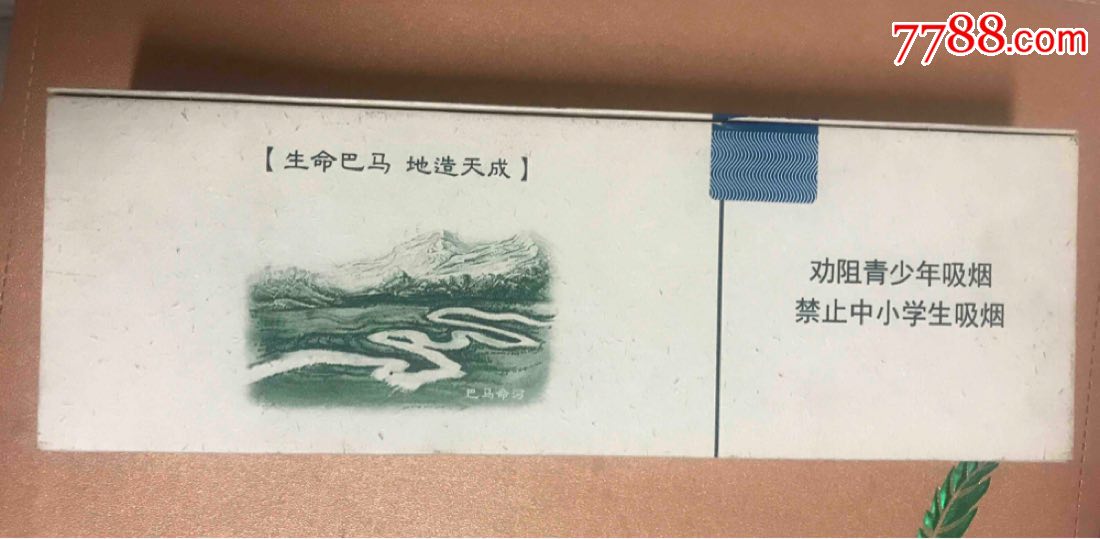 7788.com
【生命巴马 地造天成】
劝阻青少年吸烟
禁止中小学生吸烟
巴马命河